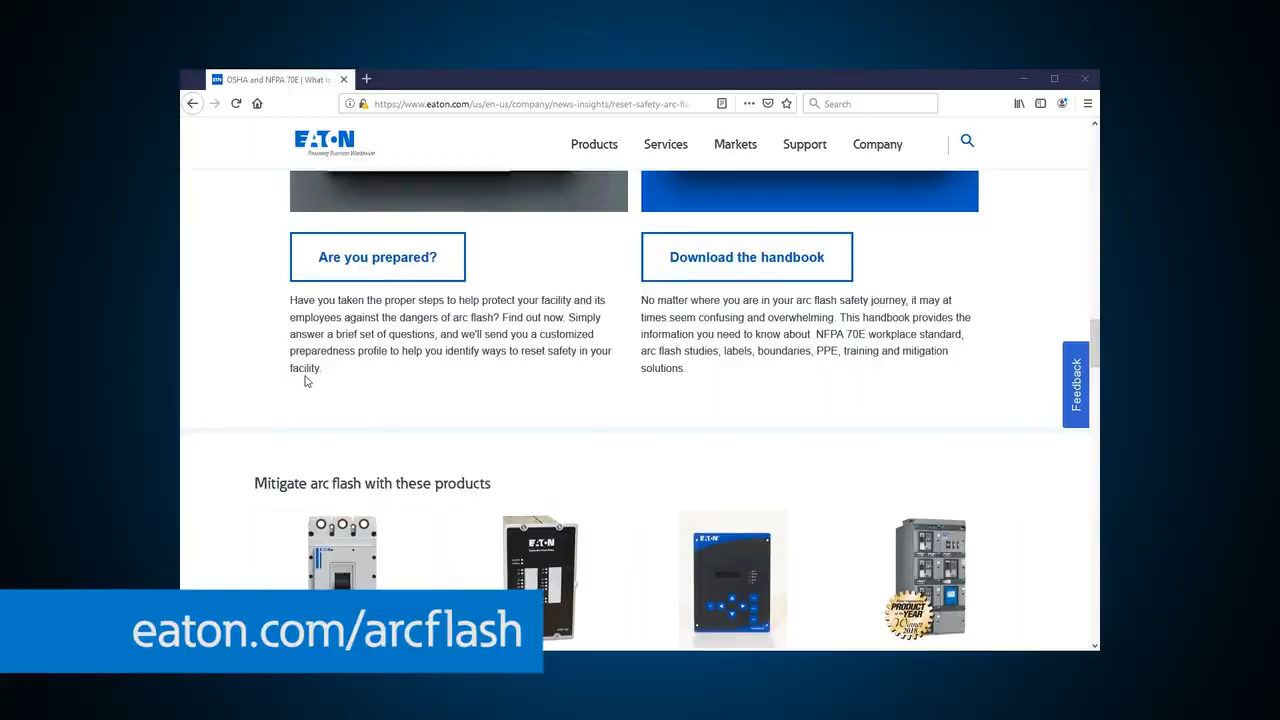 OSHA and NFPA 70E | What is
https://www.eaton.com/us/en-us/company/news-insights/reset-safety-arc-fla
Search
EATON
Powering Business Worldwide
Products
Services
Markets
Support
Company
Are you prepared?
Have you taken the proper steps to help protect your facility and its
employees against the dangers of arc flash? Find out now. Simply
answer a brief set of questions, and we'll send you a customized
preparedness profile to help you identify ways to reset safety in your
facility.
Download the handbook
No matter where you are in your arc flash safety journey, it may at
times seem confusing and overwhelming. This handbook provides the
information you need to know about NFPA 70E workplace standard,
arc flash studies, labels, boundaries, PPE, training and mitigation
solutions.
Feedback
Mitigate arc flash with these products
EATON
EATON
PRODUCT
OF THE
YEAR
Winner
2018
eaton.com/arcflash